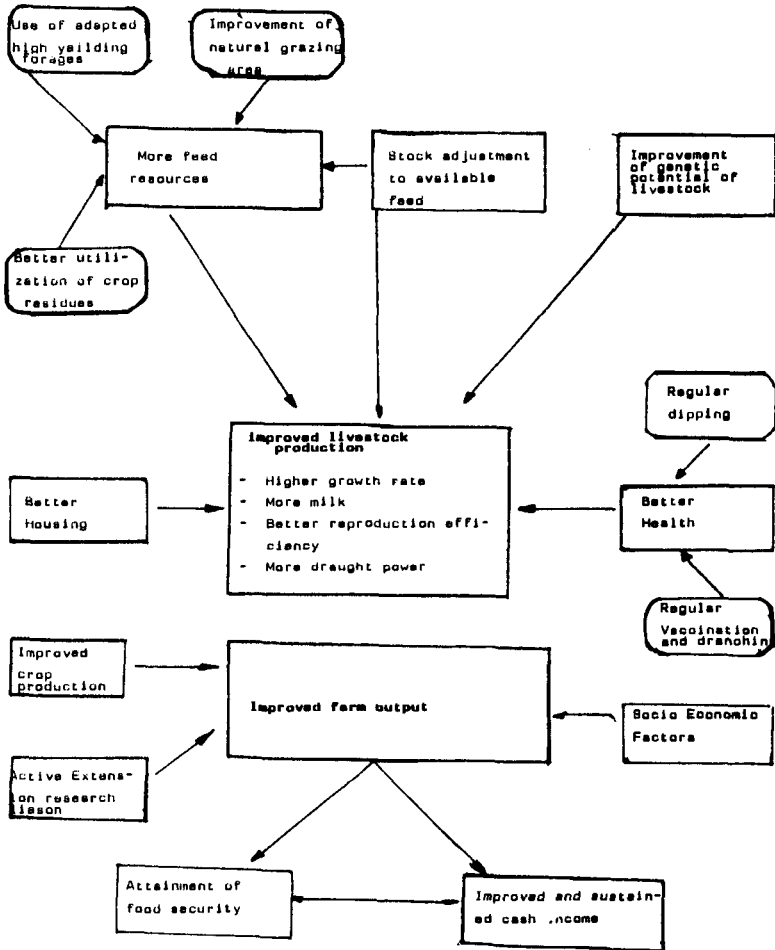 Use of adapted
high yeilding
forages
Improvement of
natural grazing
area
More feed
resources
Stock adjustment
to available
feed
Improvement
of genetic
potential of
livestock
Better utili-
zation of crop
residues
Regular
dipping
Improved livestock
production
- Higher growth rate
- More milk
- Better reproduction effi-
ciency
- More draught power
Better
Housing
Better
Health
Regular
Vaccination
and dranchin
Improved
crop
production
Improved farm output
Socio Economic
Factors
Active Extens-
ion research
liason
Attainment of
food security
Improved and sustain-
ed cash income